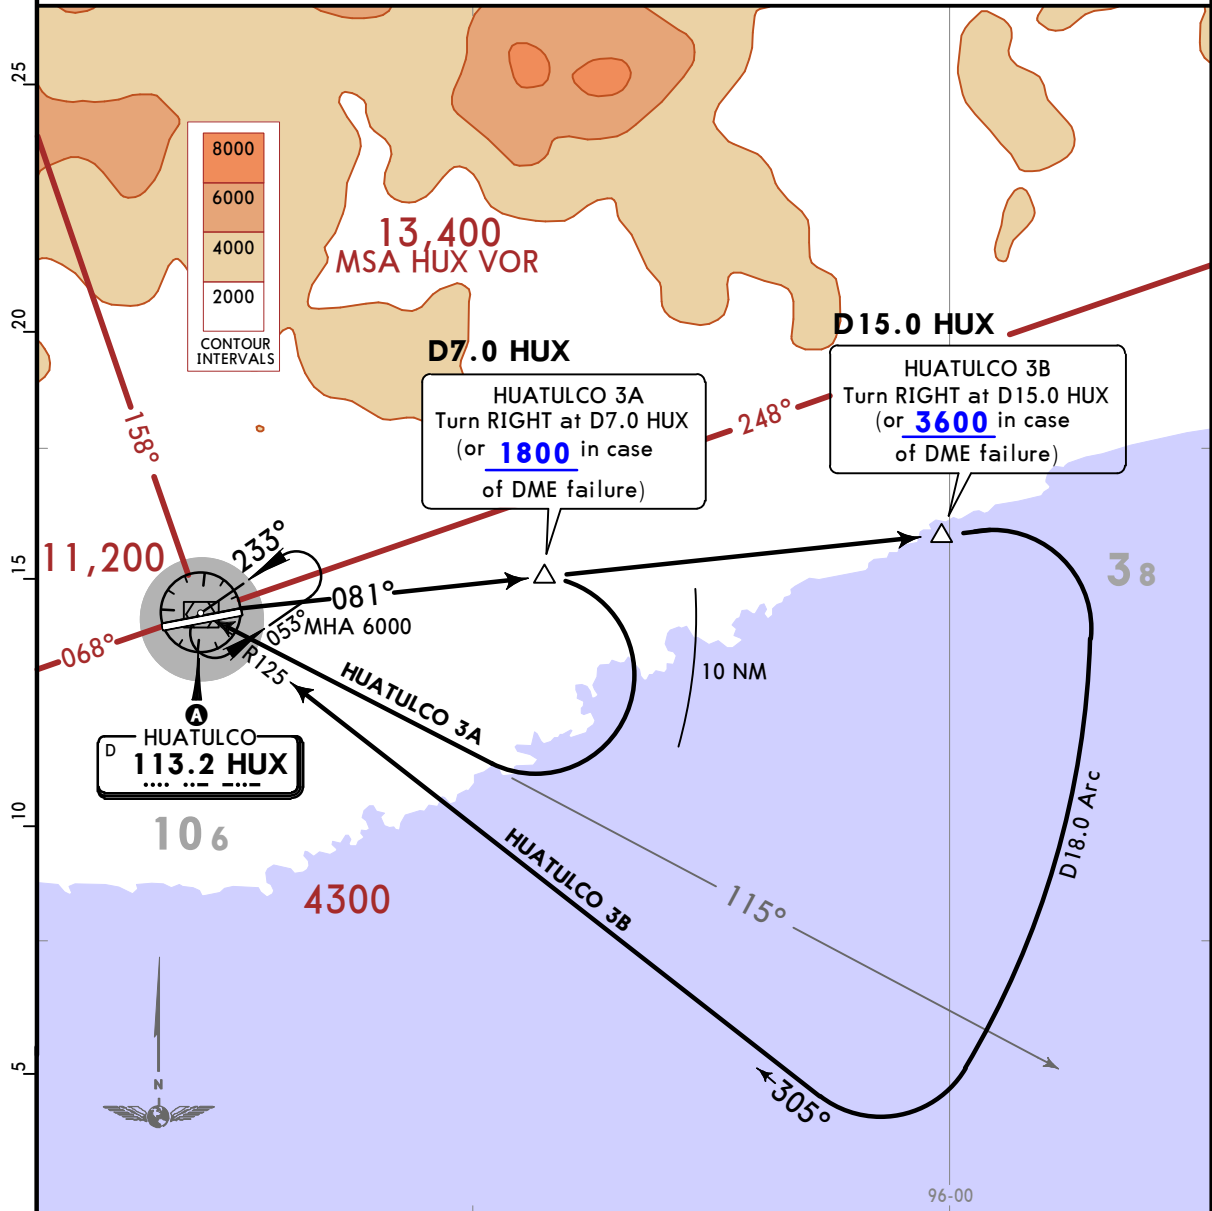 25
8000
6000
4000
2000
CONTOUR
INTERVALS
13,400
MSA HUX VOR
20
D7.0 HUX
HUATULCO 3A
Turn RIGHT at D7.0 HUX
(or 1800 in case
of DME failure)
D15.0 HUX
HUATULCO 3B
Turn RIGHT at D15.0 HUX
(or 3600 in case
of DME failure)
248°
158°
11,200
15
233°
081°
053°
MHA 6000
068°
R125
10 NM
38
HUATULCO 3A
A
HUATULCO
D
113.2 HUX
10
106
4300
HUATULCO 3B
115°
D18.0 Arc
5
305°
N
96-00